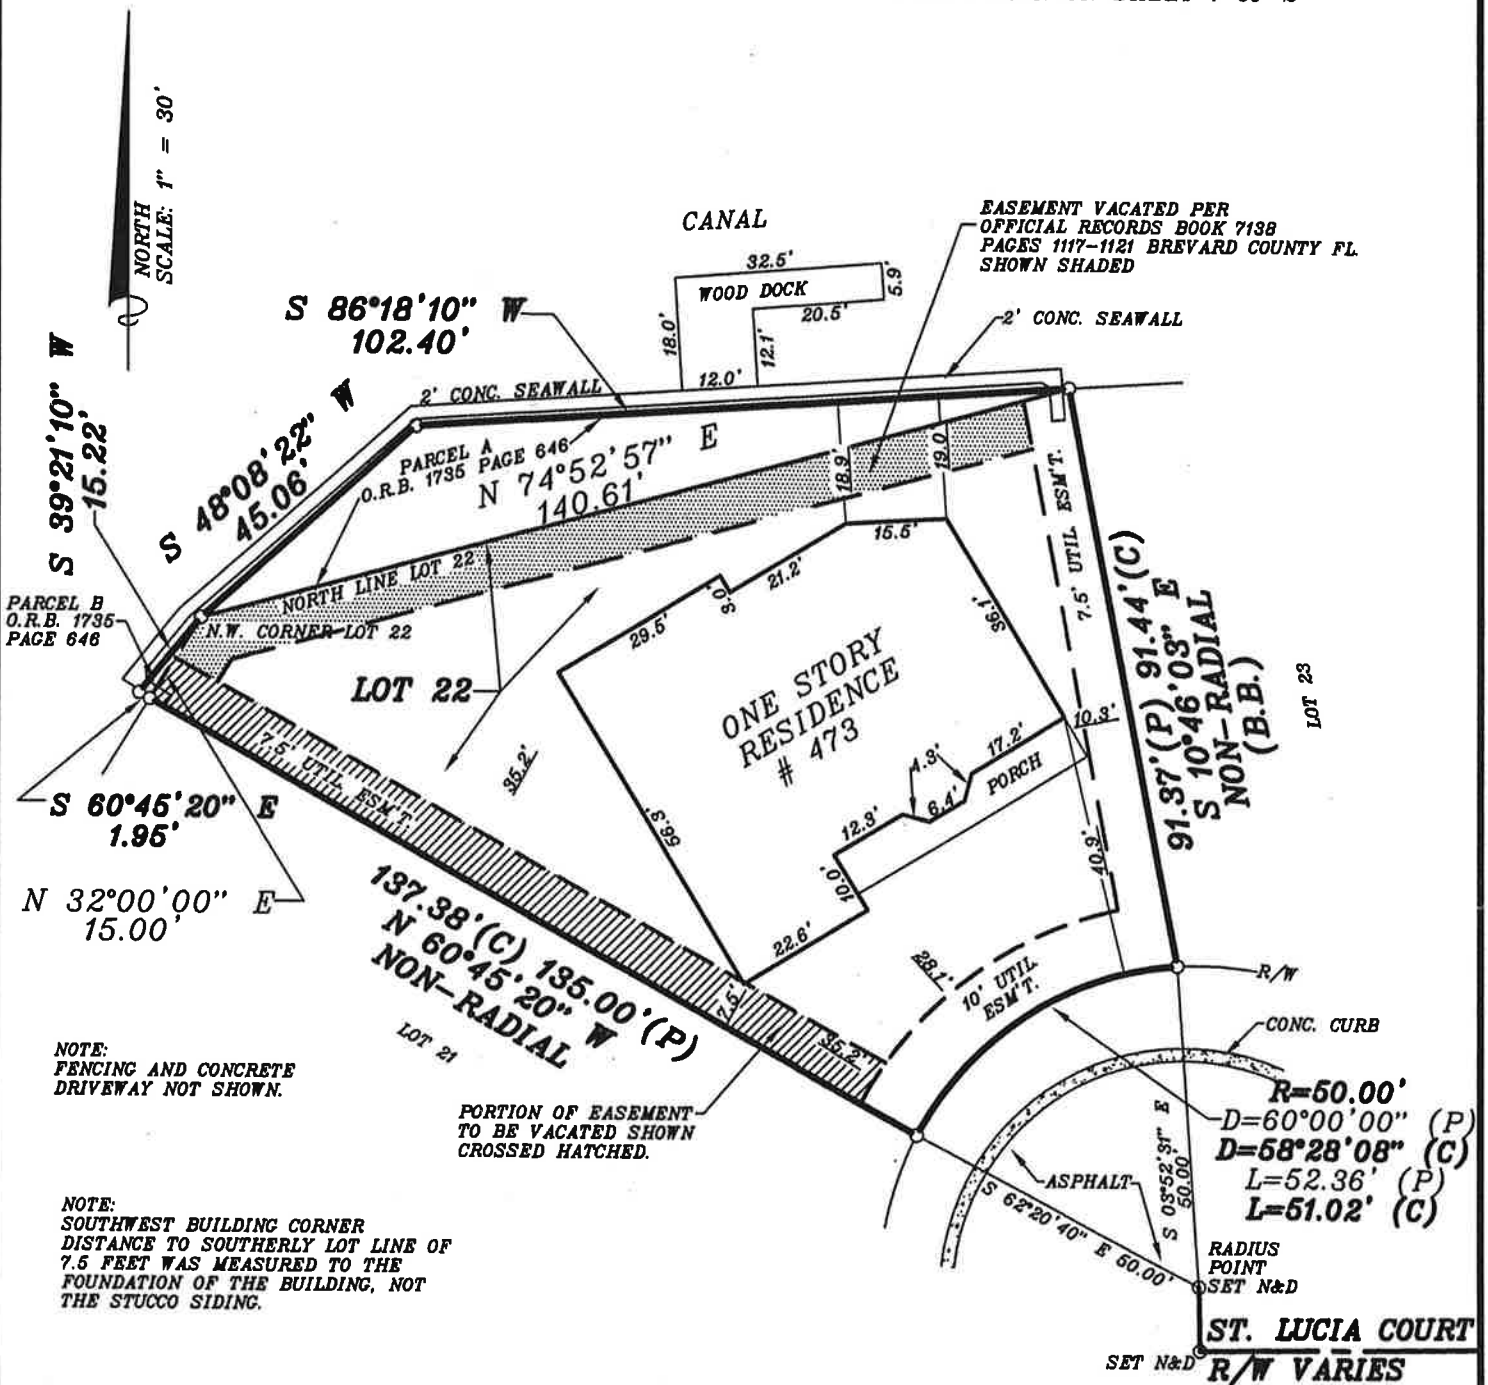 NORTH
SCALE: 1" = 30'
CANAL
EASEMENT VACATED PER
OFFICIAL RECORDS BOOK 7138
PAGES 1117-1121 BREVARD COUNTY FL.
SHOWN SHADED
32.5'
WOOD DOCK
5.9'
20.5'
18.0'
12.1'
12.0'
2' CONC. SEAWALL
S 86°18'10" W
102.40'
2' CONC. SEAWALL
S 39°21'10" W
15.22'
S 48°08'22" W
45.06'
PARCEL A
O.R.B. 1735 PAGE 646
N 74°52'57" E
140.61'
18.9'
19.0
7.5' UTIL ESM'T.
NORTH LINE LOT 22
N.W. CORNER LOT 22
PARCEL B
O.R.B. 1735
PAGE 646
LOT 22
15.5'
21.2'
3.0'
29.5'
36.1'
ONE STORY
RESIDENCE
# 473
91.37'(P) 91.44'(C)
S 10°46'03" E
NON-RADIAL
(B.B.)
LOT 23
10.3'
17.2'
4.3'
PORCH
6.4'
12.3'
10.0'
40.9'
35.2'
56.3'
22.6'
7.5' UTIL ESM'T.
S 60°45'20" E
1.95'
N 32°00'00" E
15.00'
137.38'(C) 135.00'(P)
N 60°45'20" W
NON-RADIAL
LOT 21
7.5'
28.1'
10' UTIL
ESM'T.
35.2'
R/W
CONC. CURB
NOTE:
FENCING AND CONCRETE
DRIVEWAY NOT SHOWN.
PORTION OF EASEMENT
TO BE VACATED SHOWN
CROSSED HATCHED.
R=50.00'
D=60°00'00" (P)
D=58°28'08" (C)
L=52.36' (P)
L=51.02' (C)
ASPHALT
S 03°52'31" E
50.00
S 62°20'40" E 50.00'
NOTE:
SOUTHWEST BUILDING CORNER
DISTANCE TO SOUTHERLY LOT LINE OF
7.5 FEET WAS MEASURED TO THE
FOUNDATION OF THE BUILDING, NOT
THE STUCCO SIDING.
RADIUS
POINT
SET N&D
ST. LUCIA COURT
SET N&D
R/W VARIES